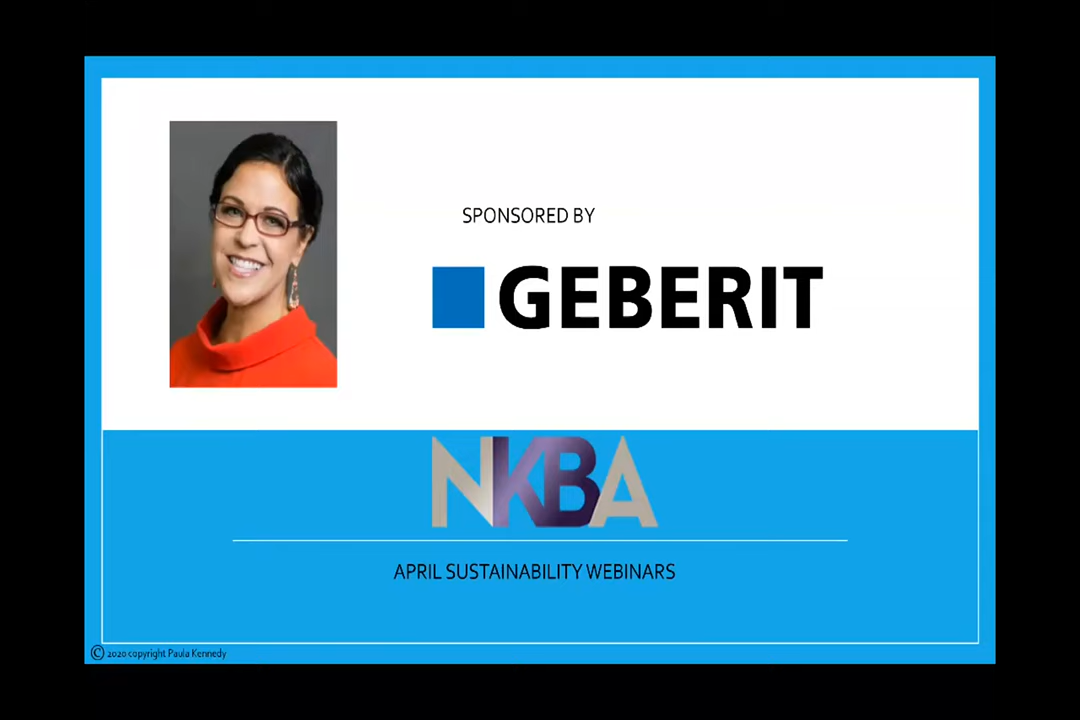 SPONSORED BY
GEBERIT
NKBA
APRIL SUSTAINABILITY WEBINARS
© 2020 copyright Paula Kennedy